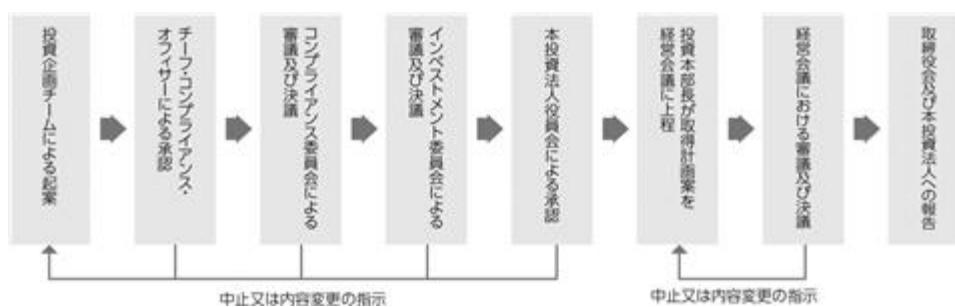 投資企画チームによる起案
チーフ・コンプライアンス・
オフィサーによる承認
コンプライアンス委員会による
審議及び決議
インベストメント委員会による
審議及び決議
本投資法人役員会による承認
投資本部長が取得計画案を
経営会議に上程
経営会議における審議及び決議
取締役会及び本投資法人への報告
中止又は内容変更の指示
中止又は内容変更の指示